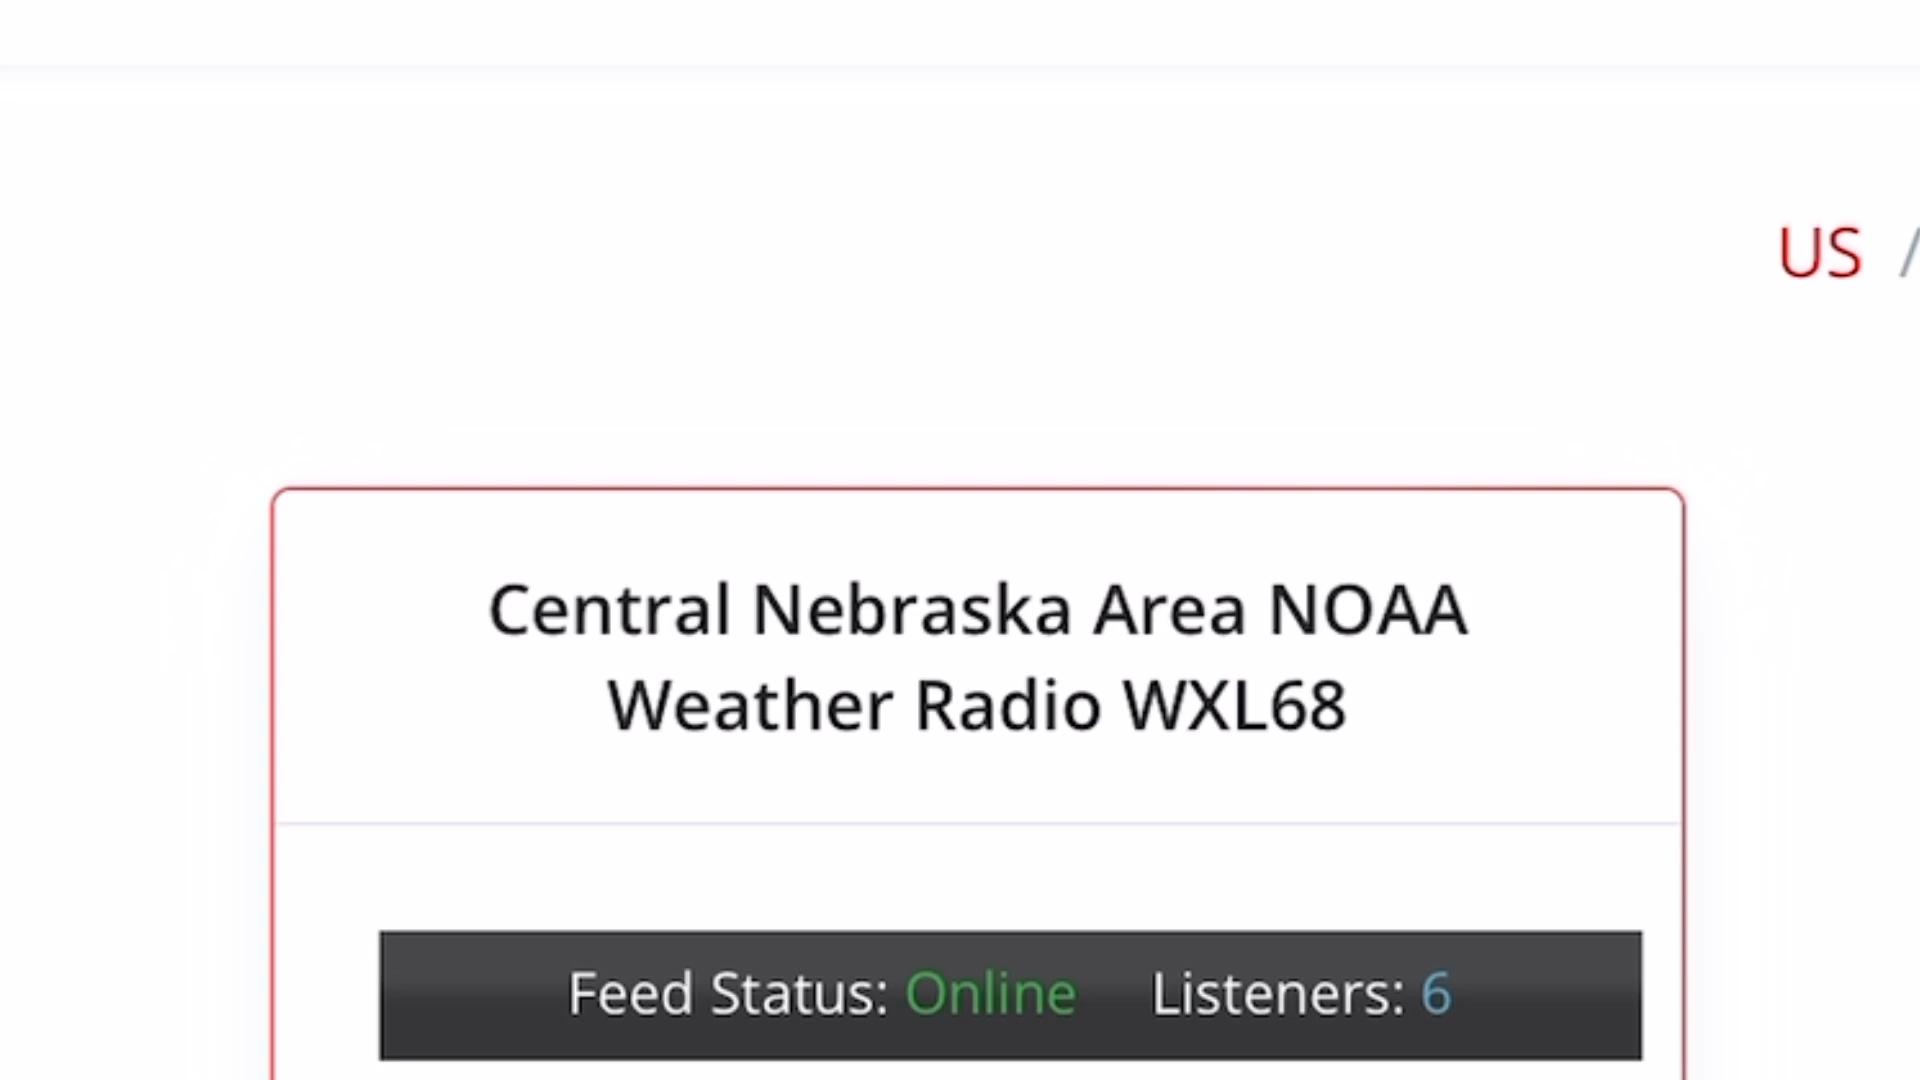 US /
Central Nebraska Area NOAA
Weather Radio WXL68
Feed Status: Online Listeners: 6